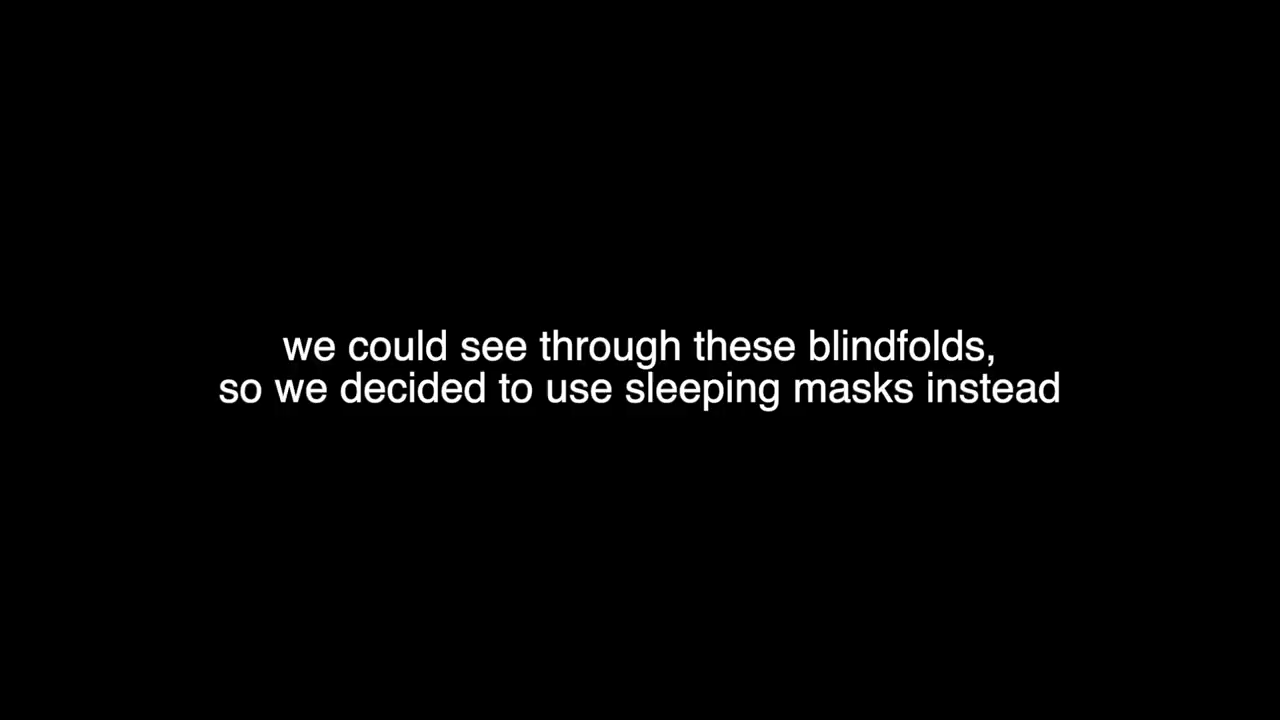 we could see through these blindfolds,
so we decided to use sleeping masks instead